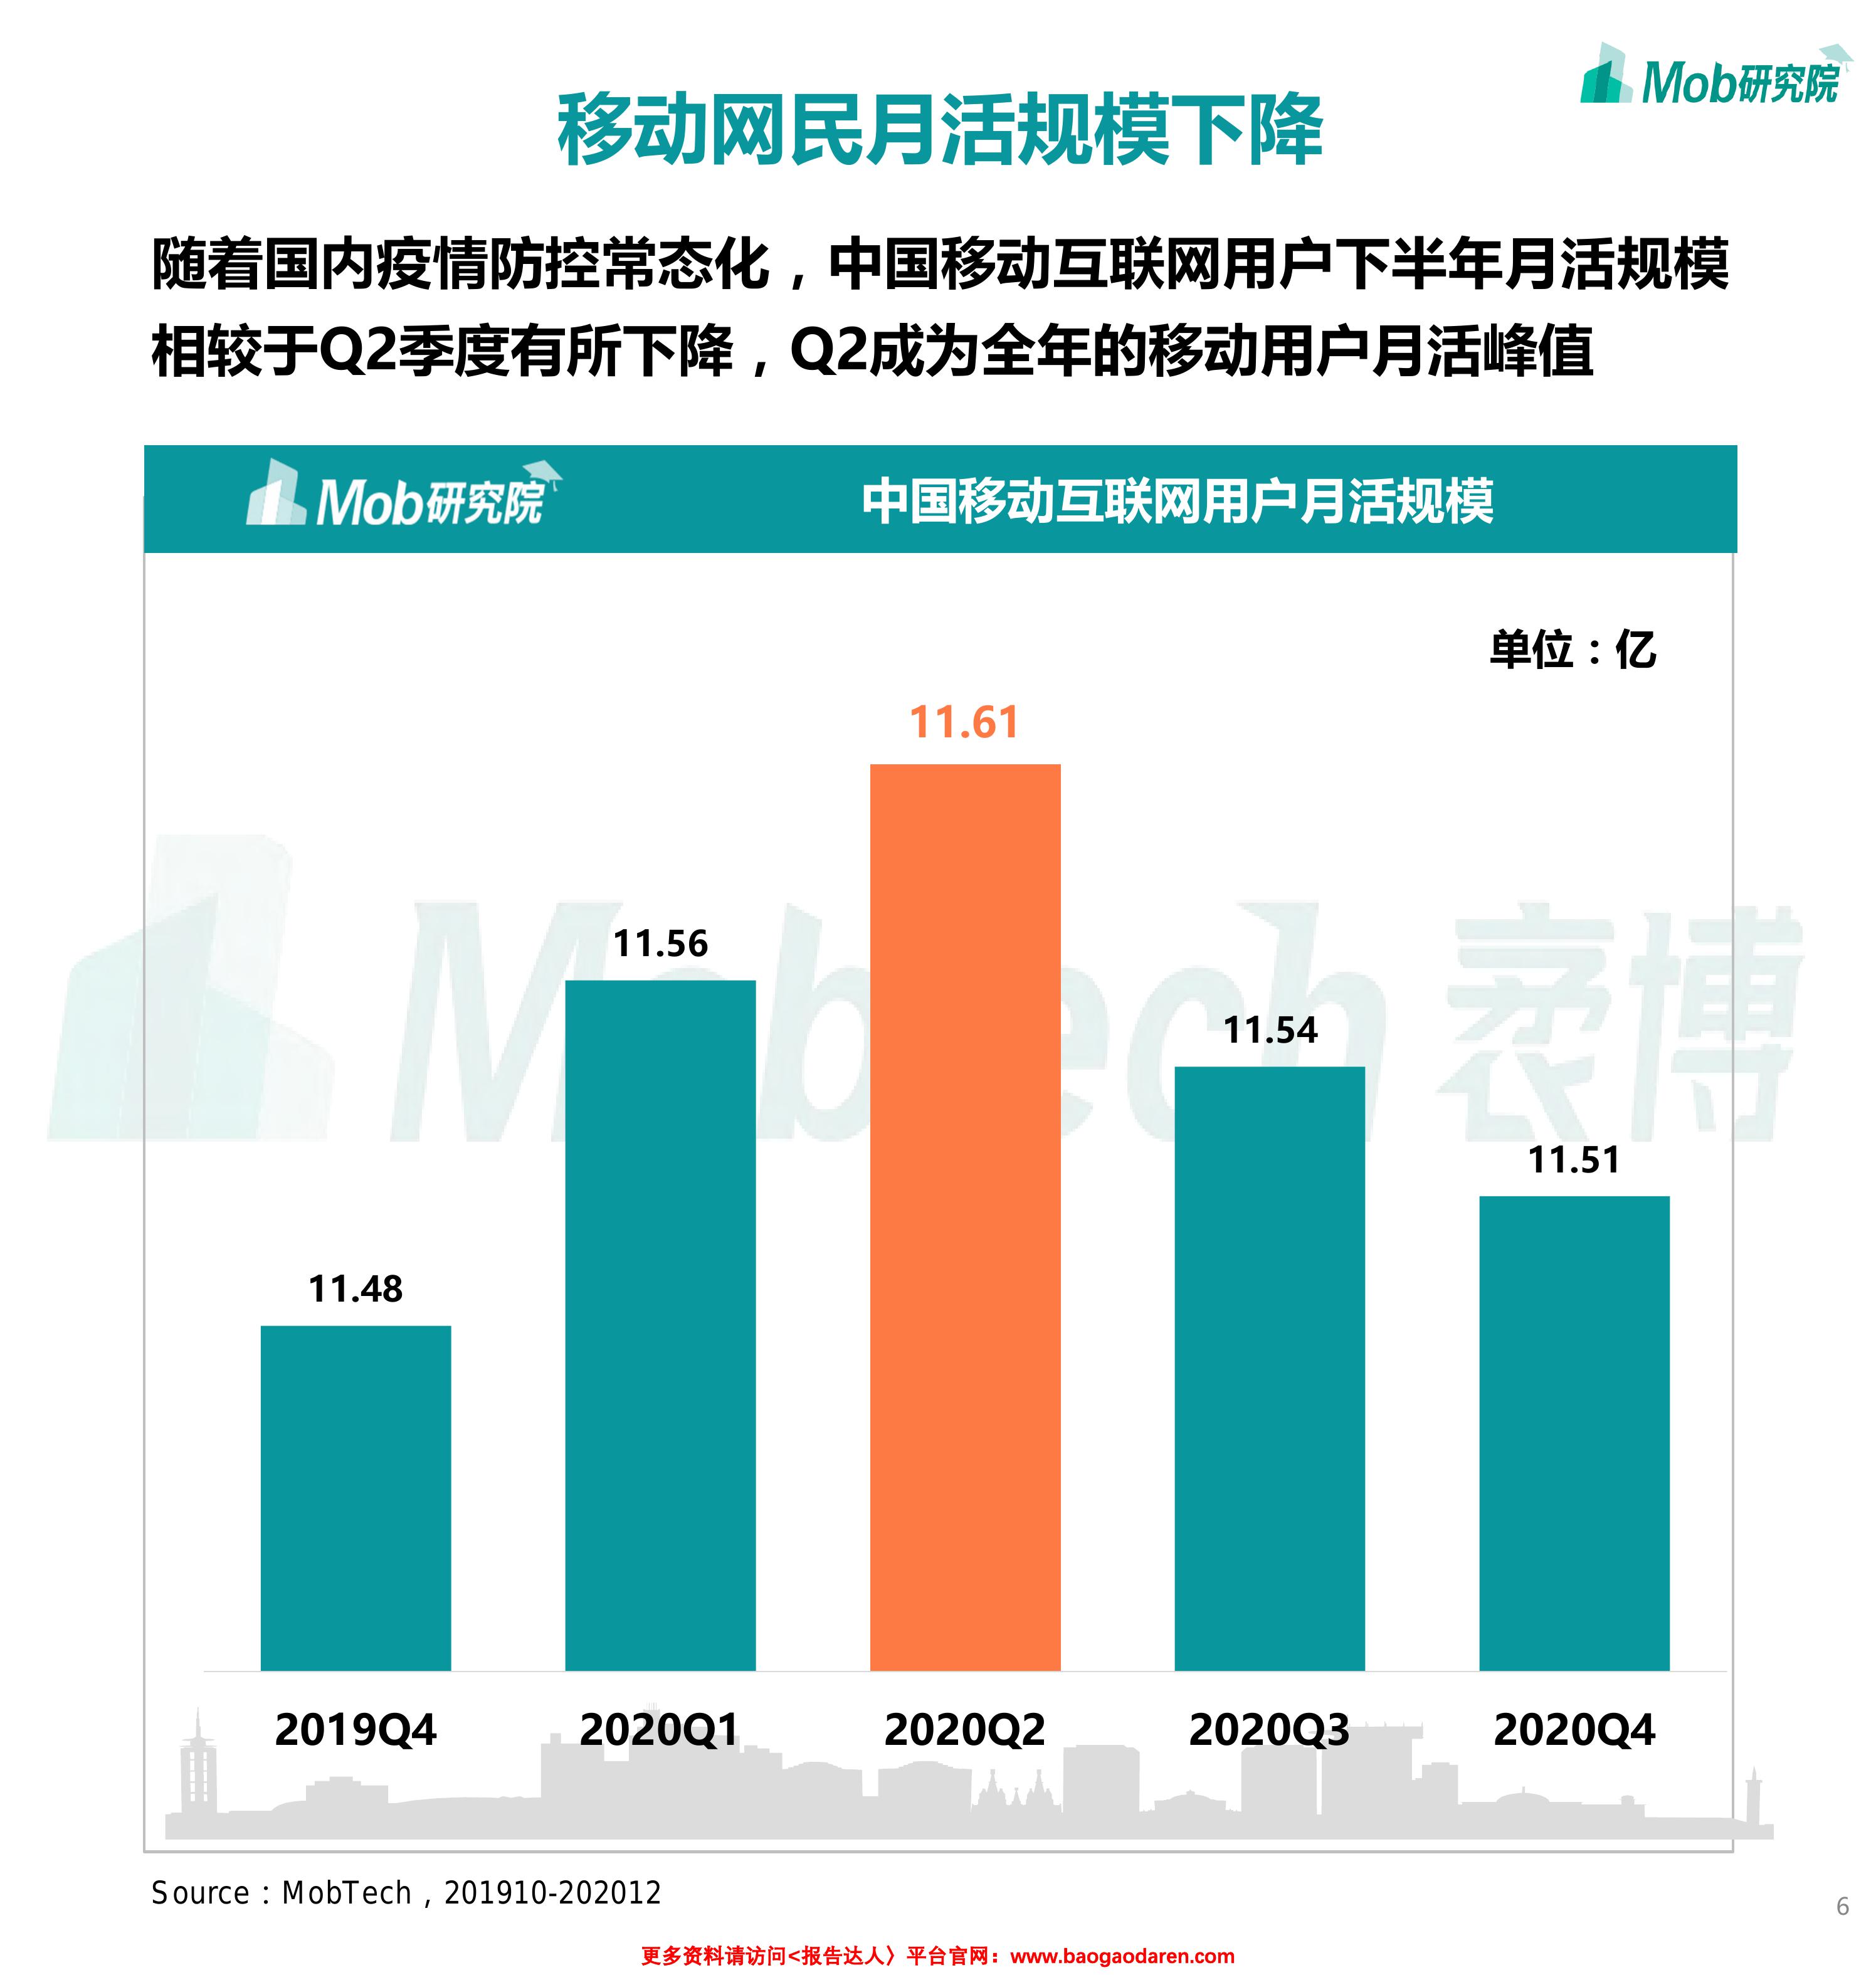 Mob研究院
移动网民月活规模下降
随着国内疫情防控常态化，中国移动互联网用户下半年月活规模
相较于Q2季度有所下降，Q2成为全年的移动用户月活峰值
Mob研究院 中国移动互联网用户月活规模
单位：亿
11.61
11.56
11.54
11.51
11.48
MobTech 袤博
2019Q4 2020Q1 2020Q2 2020Q3 2020Q4
Source：MobTech，201910-202012
6
更多资料请访问<报告达人〉平台官网：www.baogaodaren.com